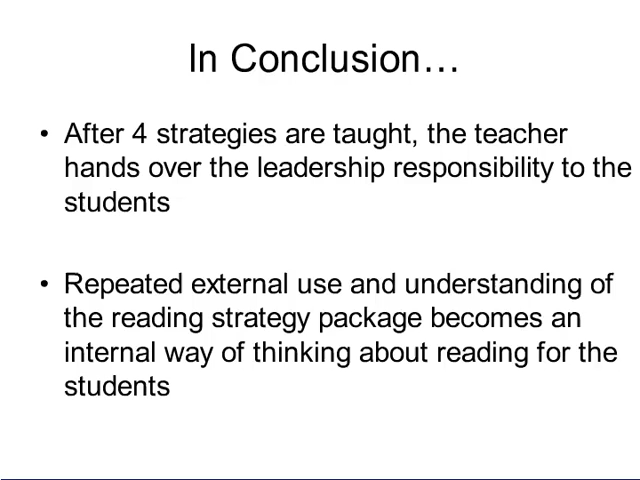 In Conclusion…
• After 4 strategies are taught, the teacher
hands over the leadership responsibility to the
students
• Repeated external use and understanding of
the reading strategy package becomes an
internal way of thinking about reading for the
students